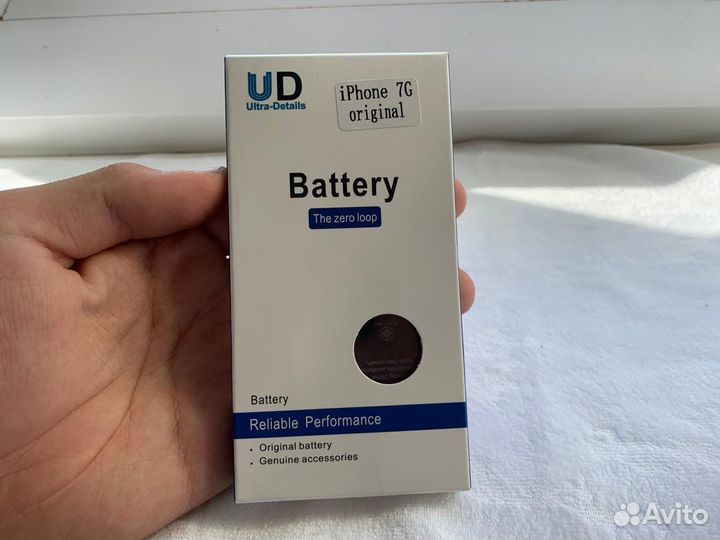 UD
Ultra-Details
iPhone 7G
original
Battery
The zero loop
Battery
Reliable Performance
• Original battery
• Genuine accessories
Avito